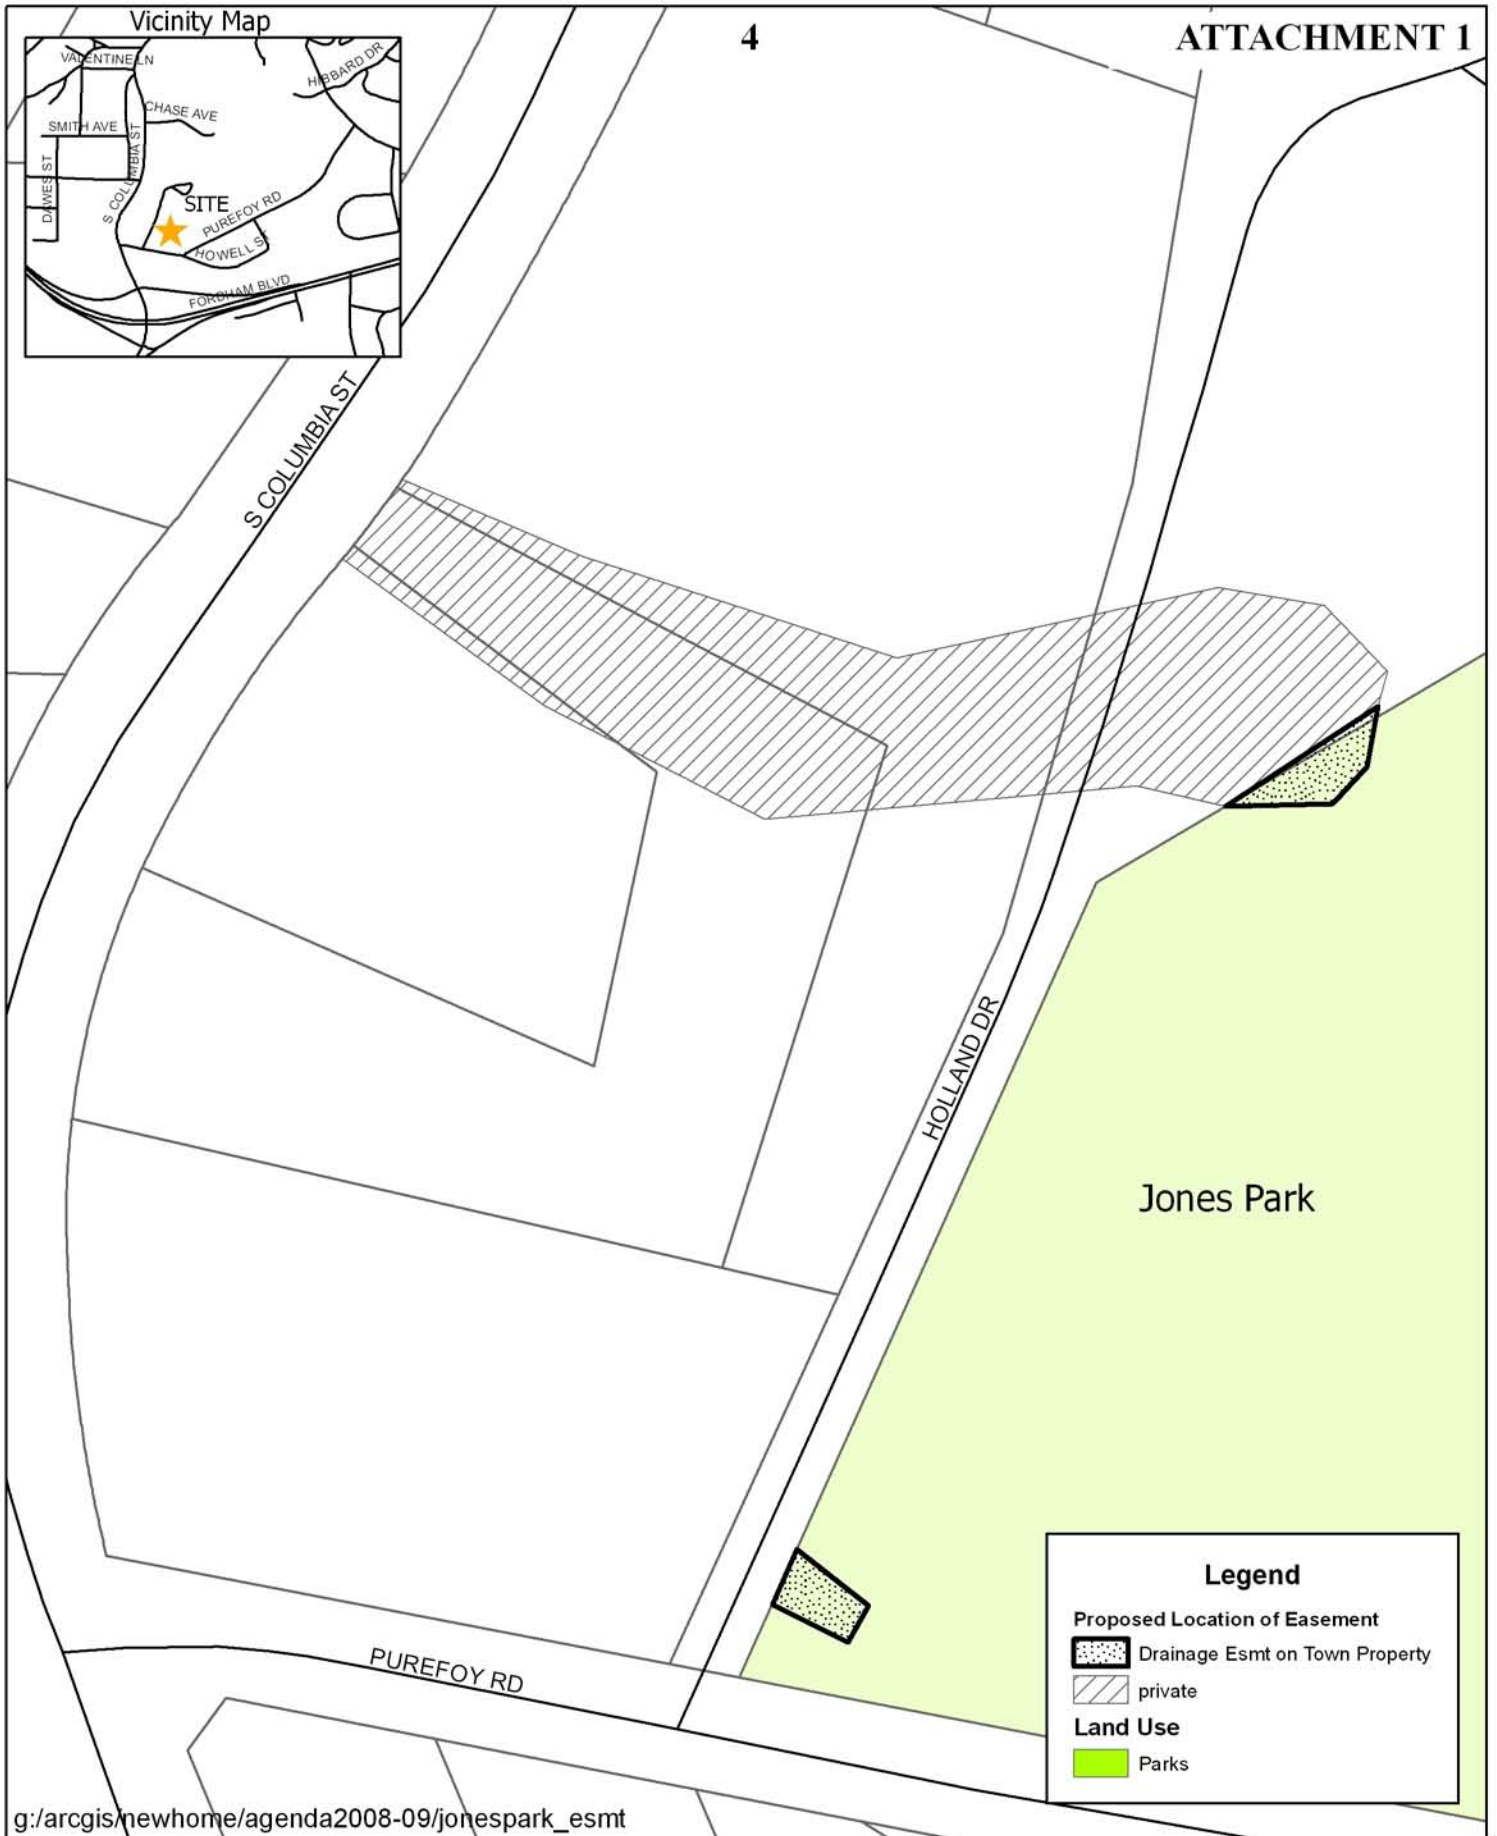 4
ATTACHMENT 1
Vicinity Map
VALENTINE LN
HIBBARD DR
CHASE AVE
SMITH AVE
S COLUMBIA ST
DAWES ST
SITE
PUREFOY RD
HOWELL ST
FORDHAM BLVD
S COLUMBIA ST
HOLLAND DR
Jones Park
PUREFOY RD
Legend
Proposed Location of Easement
Drainage Esmt on Town Property
private
Land Use
Parks
g:/arcgis/newhome/agenda2008-09/jonespark_esmt